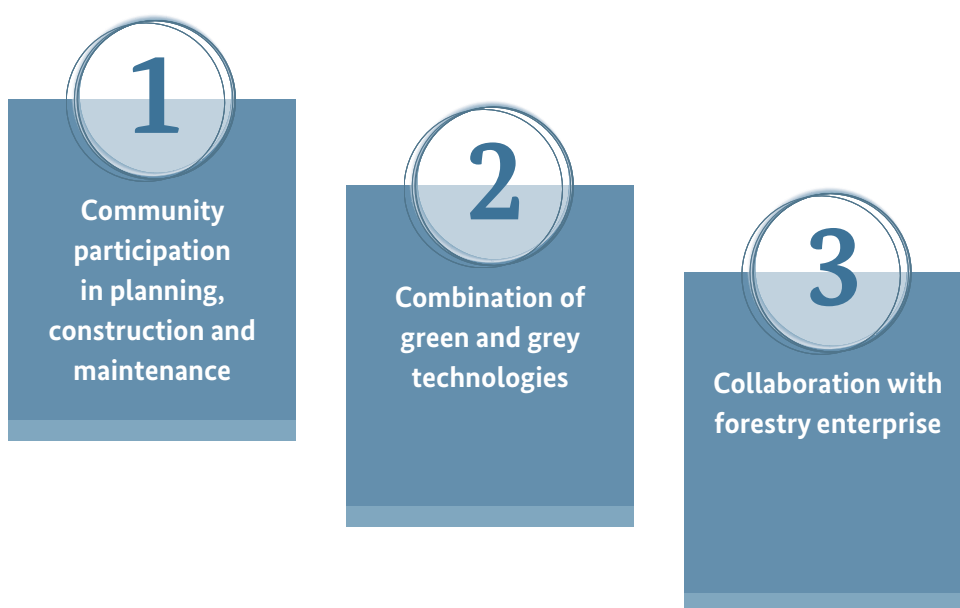 1
Community
participation
in planning,
construction and
maintenance
2
Combination of
green and grey
technologies
3
Collaboration with
forestry enterprise